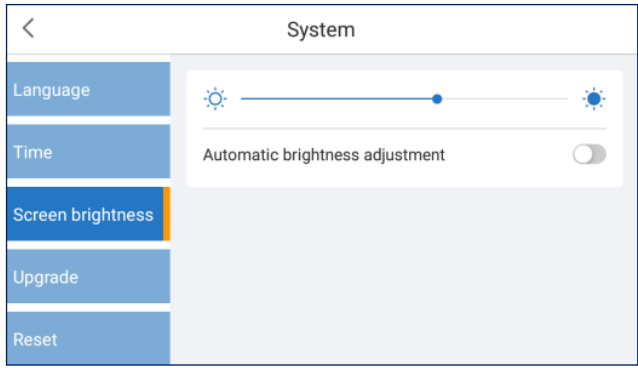 System
Language
Time
Screen brightness
Upgrade
Reset
Automatic brightness adjustment